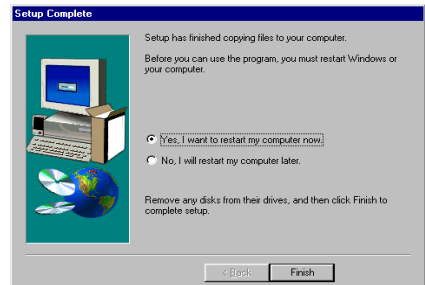 Setup Complete
Setup has finished copying files to your computer.
Before you can use the program, you must restart Windows or
your computer.
Yes, I want to restart my computer now.
No, I will restart my computer later.
Remove any disks from their drives, and then click Finish to
complete setup.
< Back
Finish